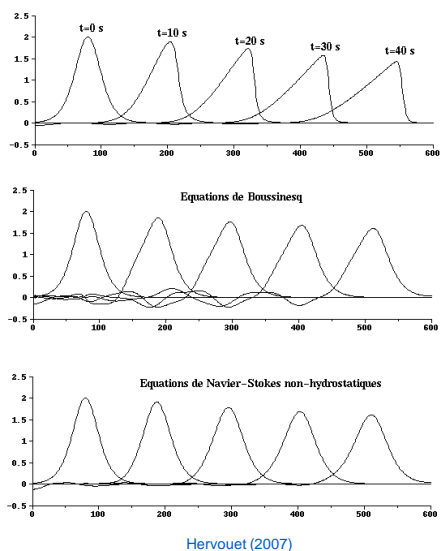 2.5
t=0 s
t=10 s
t=20 s
t=30 s
t=40 s
2
1.5
1
0.5
0
-0.5
0 100 200 300 400 500 600
Equations de Boussinesq
2.5
2
1.5
1
0.5
0
-0.5
0 100 200 300 400 500 600
Equations de Navier-Stokes non-hydrostatiques
2.5
2
1.5
1
0.5
0
-0.5
0 100 200 300 400 500 600
Hervouet (2007)